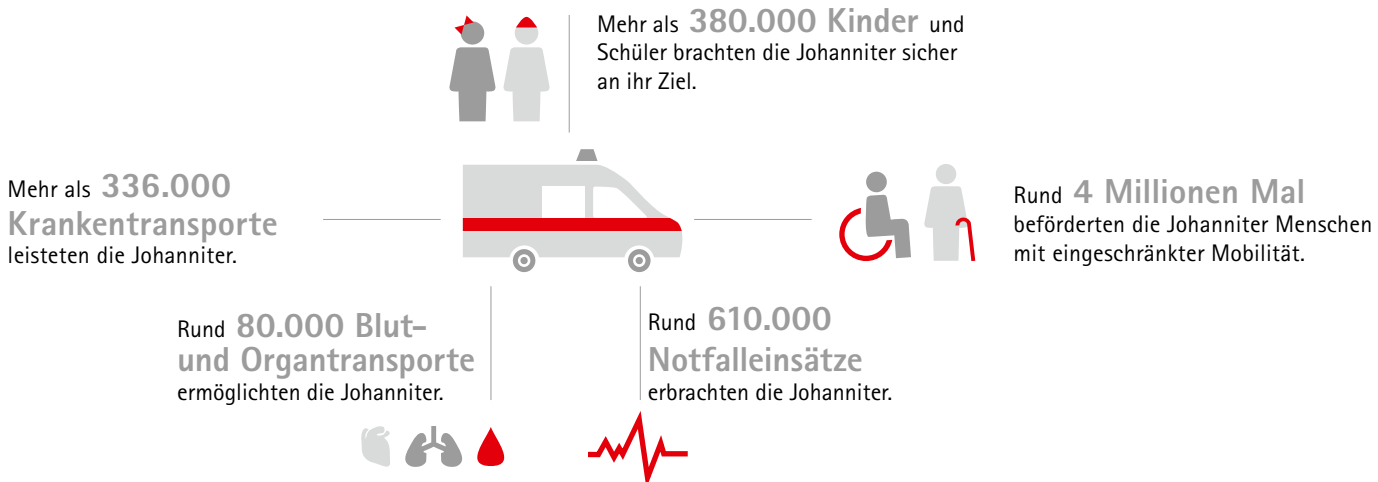 Mehr als 380.000 Kinder und
Schüler brachten die Johanniter sicher
an ihr Ziel.
Mehr als 336.000
Krankentransporte
leisteten die Johanniter.
Rund 4 Millionen Mal
beförderten die Johanniter Menschen
mit eingeschränkter Mobilität.
Rund 80.000 Blut-
und Organtransporte
ermöglichten die Johanniter.
Rund 610.000
Notfalleinsätze
erbrachten die Johanniter.